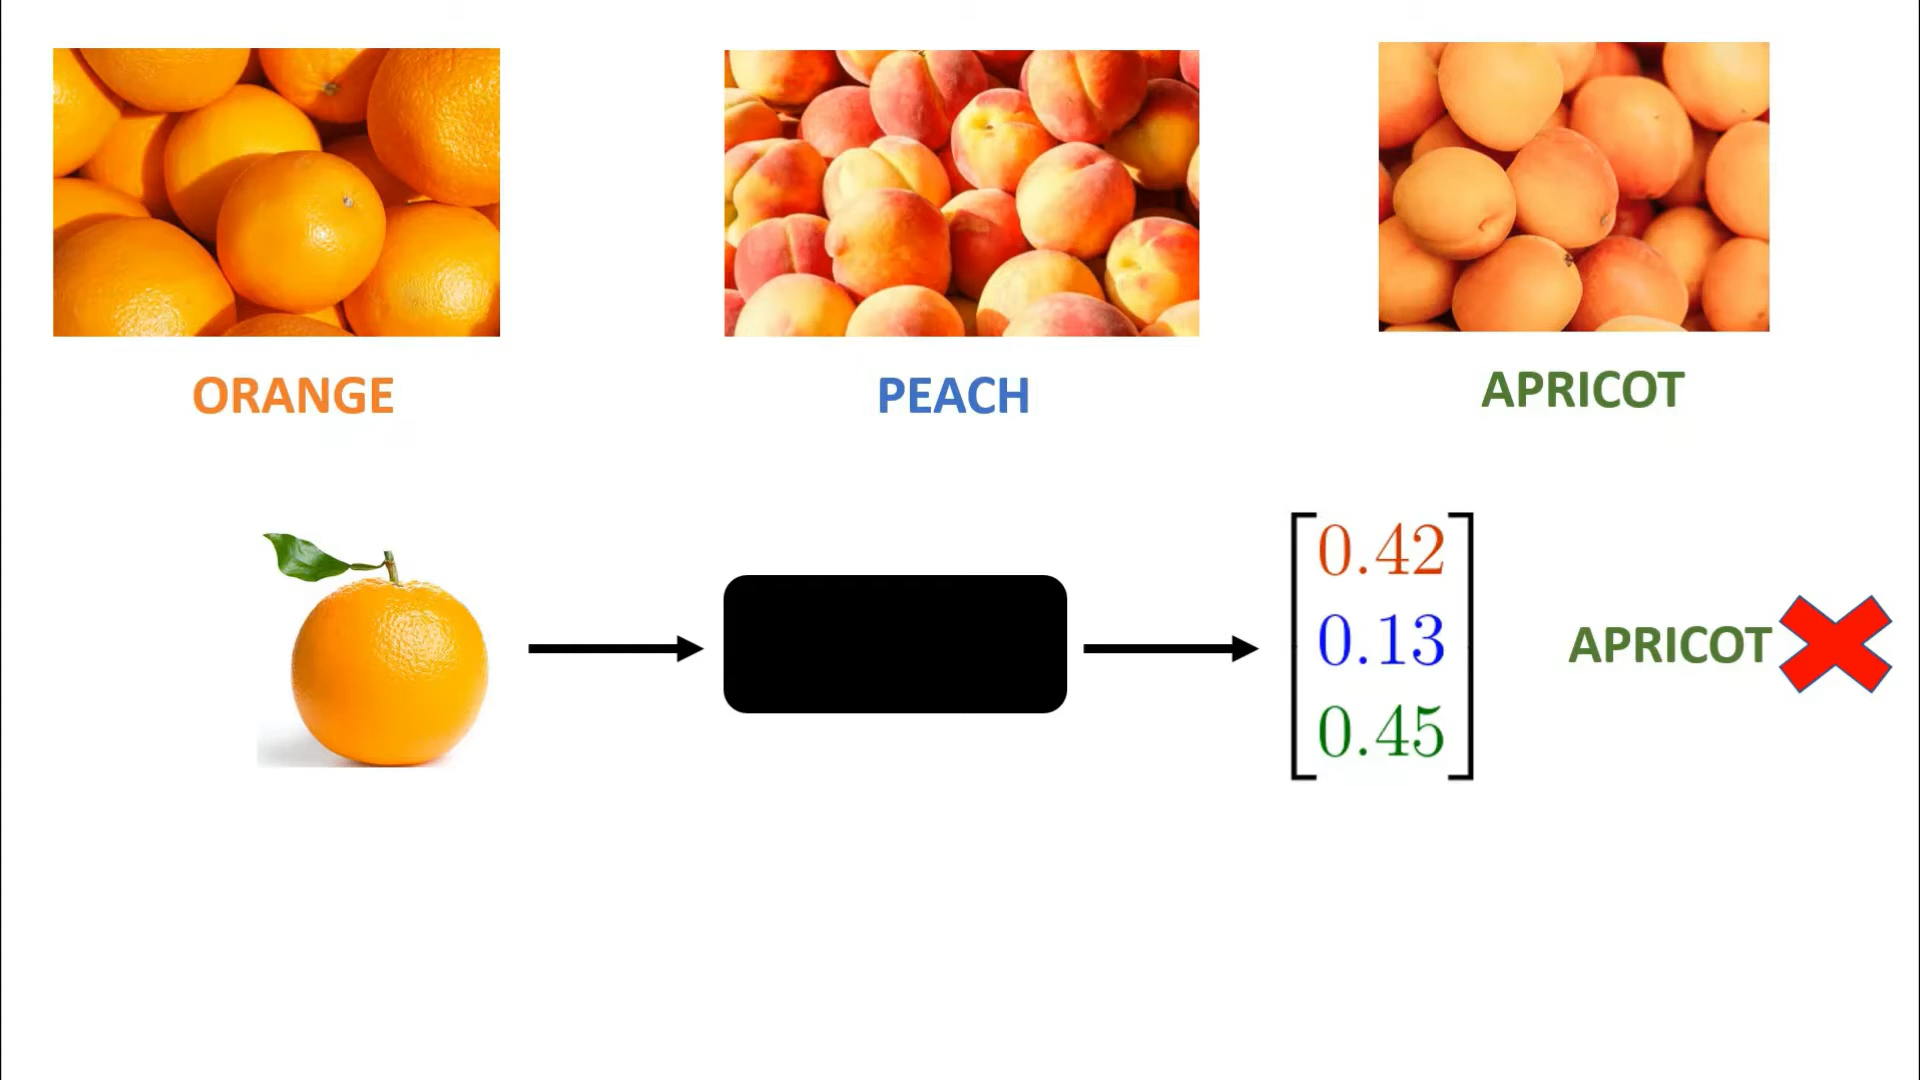 ORANGE
PEACH
APRICOT
0.42
0.13
0.45
APRICOT